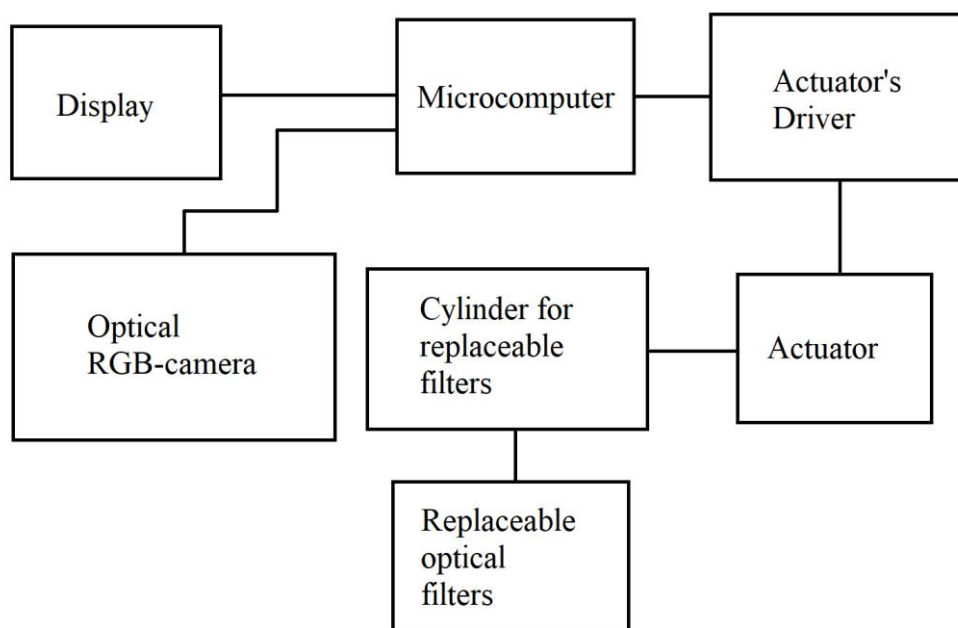 Display
Microcomputer
Actuator's
Driver
Optical
RGB-camera
Cylinder for
replaceable
filters
Actuator
Replaceable
optical
filters